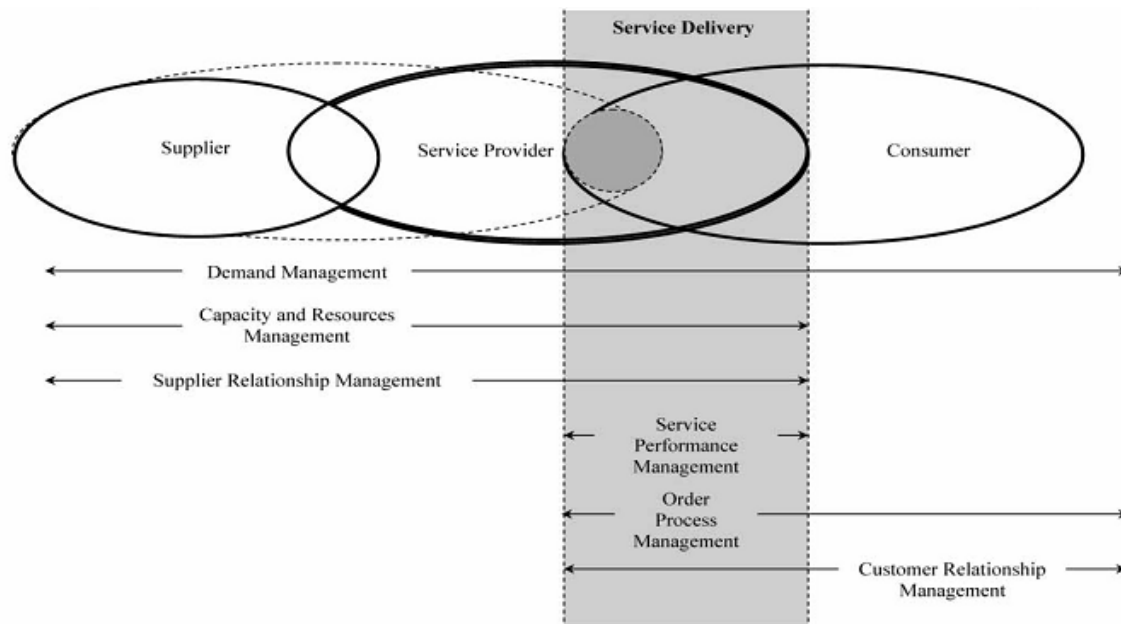 Service Delivery
Supplier
Service Provider
Consumer
Demand Management
Capacity and Resources
Management
Supplier Relationship Management
Service
Performance
Management
Order
Process
Management
Customer Relationship
Management